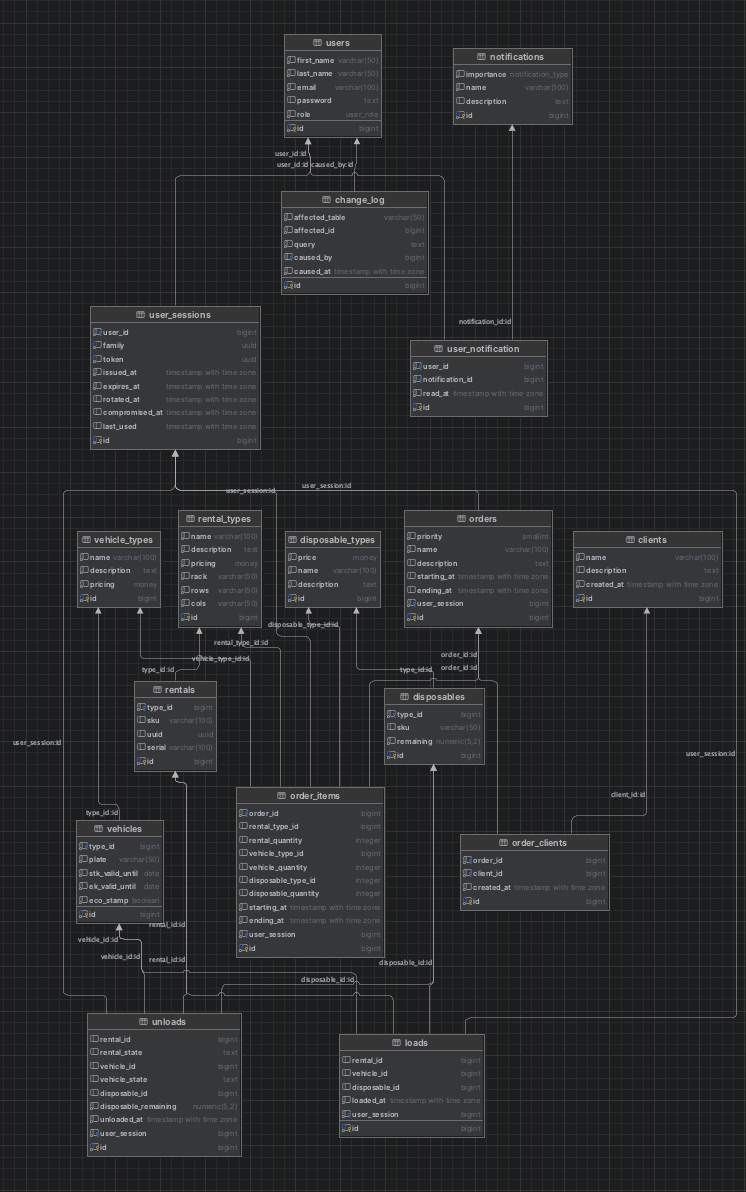 users
first_name varchar(50)
last_name varchar(50)
email varchar(100)
password text
role user_role
id bigint
notifications
importance notification_type
name varchar(100)
description text
id bigint
user_id:id
user_id:id caused_by:id
change_log
affected_table varchar(50)
affected_id bigint
query text
caused_by bigint
caused_at timestamp with time zone
id bigint
user_sessions
user_id bigint
family uuid
token uuid
issued_at timestamp with time zone
expires_at timestamp with time zone
rotated_at timestamp with time zone
compromised_at timestamp with time zone
last_used timestamp with time zone
id bigint
notification_id:id
user_notification
user_id bigint
notification_id bigint
read_at timestamp with time zone
id bigint
user_session:id
user_session:id
vehicle_types
name varchar(100)
description text
pricing money
id bigint
rental_types
name varchar(100)
description text
pricing money
rack varchar(50)
rows varchar(50)
cols varchar(50)
id bigint
disposable_types
price money
name varchar(100)
description text
id bigint
orders
priority smallint
name varchar(100)
description text
starting_at timestamp with time zone
ending_at timestamp with time zone
user_session bigint
id bigint
clients
name varchar(100)
description text
created_at timestamp with time zone
id bigint
disposable_type_id:id
rental_type_id:id
vehicle_type_id:id
type_id:id
type_id:id
order_id:id
order_id:id
rentals
type_id bigint
sku varchar(100)
uuid uuid
serial varchar(100)
id bigint
disposables
type_id bigint
sku varchar(50)
remaining numeric(5,2)
id bigint
user_session:id
user_session:id
type_id:id
client_id:id
vehicles
type_id bigint
plate varchar(50)
stk_valid_until date
ek_valid_until date
eco_stamp boolean
id bigint
order_items
order_id bigint
rental_type_id bigint
rental_quantity integer
vehicle_type_id bigint
vehicle_quantity integer
disposable_type_id bigint
disposable_quantity integer
starting_at timestamp with time zone
ending_at timestamp with time zone
user_session bigint
id bigint
order_clients
order_id bigint
client_id bigint
created_at timestamp with time zone
id bigint
rental_id:id
vehicle_id:id
vehicle_id:id
rental_id:id
disposable_id:id
disposable_id:id
unloads
rental_id bigint
rental_state text
vehicle_id bigint
vehicle_state text
disposable_id bigint
disposable_remaining numeric(5,2)
unloaded_at timestamp with time zone
user_session bigint
id bigint
loads
rental_id bigint
vehicle_id bigint
disposable_id bigint
loaded_at timestamp with time zone
user_session bigint
id bigint